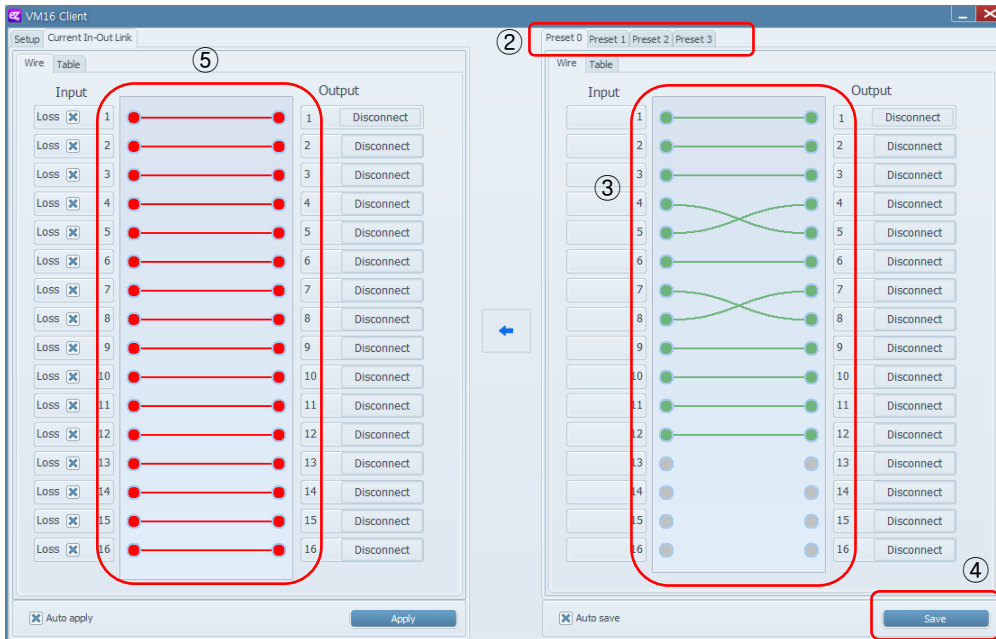 ez VM16 Client
Setup Current In-Out Link
Wire Table
⑤
Input Output
Loss 1 1 Disconnect
Loss 2 2 Disconnect
Loss 3 3 Disconnect
Loss 4 4 Disconnect
Loss 5 5 Disconnect
Loss 6 6 Disconnect
Loss 7 7 Disconnect
Loss 8 8 Disconnect
Loss 9 9 Disconnect
Loss 10 10 Disconnect
Loss 11 11 Disconnect
Loss 12 12 Disconnect
Loss 13 13 Disconnect
Loss 14 14 Disconnect
Loss 15 15 Disconnect
Loss 16 16 Disconnect
Auto apply Apply
② Preset 0 Preset 1 Preset 2 Preset 3
Wire Table
Input Output
1 1 Disconnect
2 2 Disconnect
3 3 Disconnect
③
4 4 Disconnect
5 5 Disconnect
6 6 Disconnect
7 7 Disconnect
8 8 Disconnect
9 9 Disconnect
10 10 Disconnect
11 11 Disconnect
12 12 Disconnect
13 13 Disconnect
14 14 Disconnect
15 15 Disconnect
16 16 Disconnect
④
Auto save Save